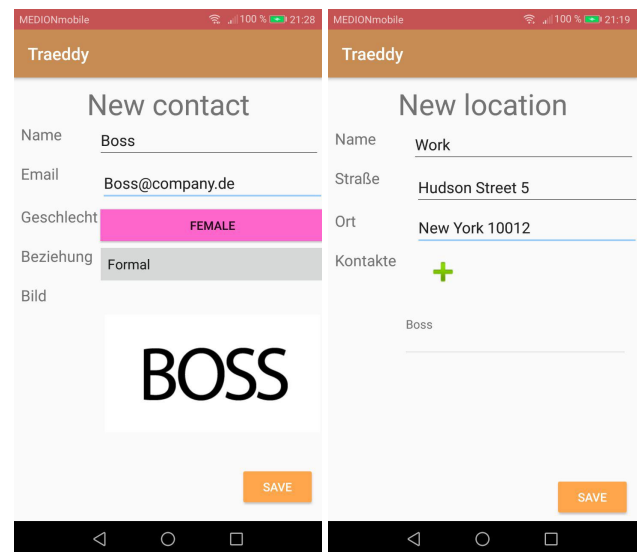 MEDIONmobile 100 % 21:28
Traeddy
New contact
Name Boss
Email Boss@company.de
Geschlecht FEMALE
Beziehung Formal
Bild
BOSS
SAVE
MEDIONmobile 100 % 21:19
Traeddy
New location
Name Work
Straße Hudson Street 5
Ort New York 10012
Kontakte
Boss
SAVE